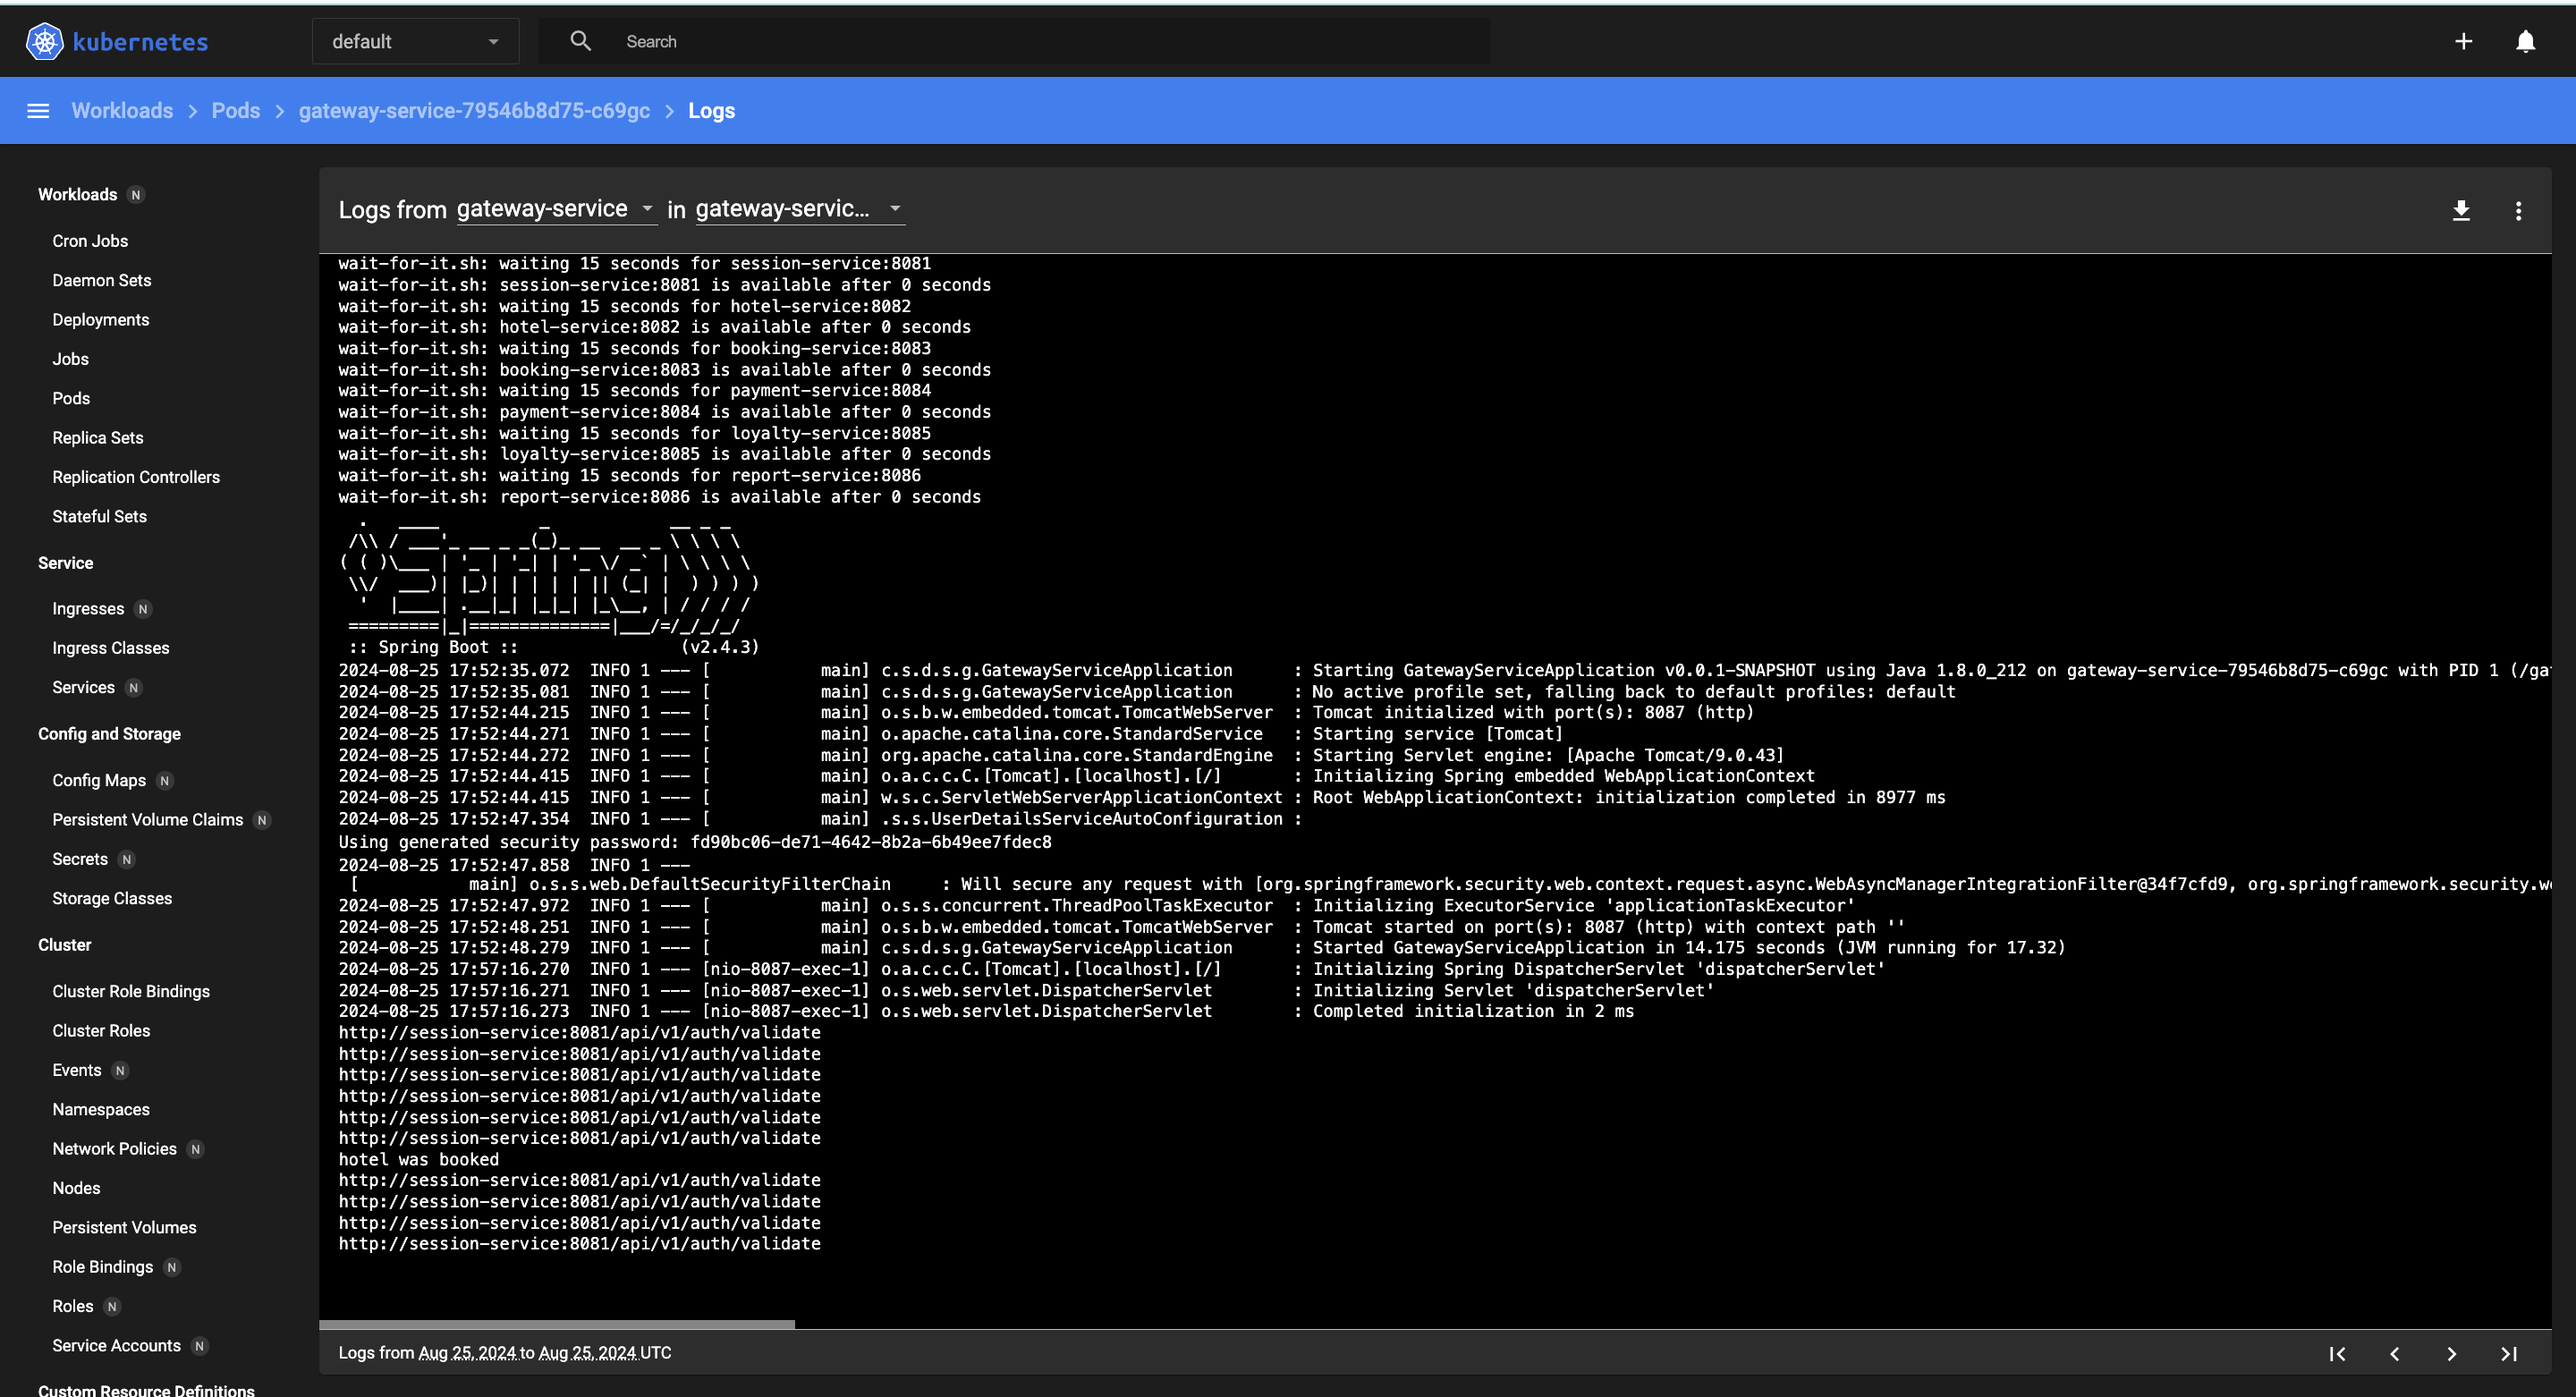 kubernetes
default
Search
Workloads > Pods > gateway-service-79546b8d75-c69gc > Logs
Workloads N
Cron Jobs
Daemon Sets
Deployments
Jobs
Pods
Replica Sets
Replication Controllers
Stateful Sets
Service
Ingresses N
Ingress Classes
Services N
Config and Storage
Config Maps N
Persistent Volume Claims N
Secrets N
Storage Classes
Cluster
Cluster Role Bindings
Cluster Roles
Events N
Namespaces
Network Policies N
Nodes
Persistent Volumes
Role Bindings N
Roles N
Service Accounts N
Custom Resource Definitions
Logs from gateway-service in gateway-servic...
wait-for-it.sh: waiting 15 seconds for session-service:8081
wait-for-it.sh: session-service:8081 is available after 0 seconds
wait-for-it.sh: waiting 15 seconds for hotel-service:8082
wait-for-it.sh: hotel-service:8082 is available after 0 seconds
wait-for-it.sh: waiting 15 seconds for booking-service:8083
wait-for-it.sh: booking-service:8083 is available after 0 seconds
wait-for-it.sh: waiting 15 seconds for payment-service:8084
wait-for-it.sh: payment-service:8084 is available after 0 seconds
wait-for-it.sh: waiting 15 seconds for loyalty-service:8085
wait-for-it.sh: loyalty-service:8085 is available after 0 seconds
wait-for-it.sh: waiting 15 seconds for report-service:8086
wait-for-it.sh: report-service:8086 is available after 0 seconds
  .   ____          _            __ _ _
 /\\ / ___'_ __ _ _(_)_ __  __ _ \ \ \ \
( ( )\___ | '_ | '_| | '_ \/ _` | \ \ \ \
 \\/  ___)| |_)| | | | | || (_| |  ) ) ) )
  '  |____| .__|_| |_|_| |_\__, | / / / /
 =========|_|==============|___/=/_/_/_/
 :: Spring Boot ::                (v2.4.3)
2024-08-25 17:52:35.072  INFO 1 --- [           main] c.s.d.s.g.GatewayServiceApplication      : Starting GatewayServiceApplication v0.0.1-SNAPSHOT using Java 1.8.0_212 on gateway-service-79546b8d75-c69gc with PID 1 (/ga
2024-08-25 17:52:35.081  INFO 1 --- [           main] c.s.d.s.g.GatewayServiceApplication      : No active profile set, falling back to default profiles: default
2024-08-25 17:52:44.215  INFO 1 --- [           main] o.s.b.w.embedded.tomcat.TomcatWebServer  : Tomcat initialized with port(s): 8087 (http)
2024-08-25 17:52:44.271  INFO 1 --- [           main] o.apache.catalina.core.StandardService   : Starting service [Tomcat]
2024-08-25 17:52:44.272  INFO 1 --- [           main] org.apache.catalina.core.StandardEngine  : Starting Servlet engine: [Apache Tomcat/9.0.43]
2024-08-25 17:52:44.415  INFO 1 --- [           main] o.a.c.c.C.[Tomcat].[localhost].[/]       : Initializing Spring embedded WebApplicationContext
2024-08-25 17:52:44.415  INFO 1 --- [           main] w.s.c.ServletWebServerApplicationContext : Root WebApplicationContext: initialization completed in 8977 ms
2024-08-25 17:52:47.354  INFO 1 --- [           main] .s.s.UserDetailsServiceAutoConfiguration :
Using generated security password: fd90bc06-de71-4642-8b2a-6b49ee7fdec8
2024-08-25 17:52:47.858  INFO 1 ---
 [           main] o.s.s.web.DefaultSecurityFilterChain     : Will secure any request with [org.springframework.security.web.context.request.async.WebAsyncManagerIntegrationFilter@34f7cfd9, org.springframework.security.w
2024-08-25 17:52:47.972  INFO 1 --- [           main] o.s.s.concurrent.ThreadPoolTaskExecutor  : Initializing ExecutorService 'applicationTaskExecutor'
2024-08-25 17:52:48.251  INFO 1 --- [           main] o.s.b.w.embedded.tomcat.TomcatWebServer  : Tomcat started on port(s): 8087 (http) with context path ''
2024-08-25 17:52:48.279  INFO 1 --- [           main] c.s.d.s.g.GatewayServiceApplication      : Started GatewayServiceApplication in 14.175 seconds (JVM running for 17.32)
2024-08-25 17:57:16.270  INFO 1 --- [nio-8087-exec-1] o.a.c.c.C.[Tomcat].[localhost].[/]       : Initializing Spring DispatcherServlet 'dispatcherServlet'
2024-08-25 17:57:16.271  INFO 1 --- [nio-8087-exec-1] o.s.web.servlet.DispatcherServlet        : Initializing Servlet 'dispatcherServlet'
2024-08-25 17:57:16.273  INFO 1 --- [nio-8087-exec-1] o.s.web.servlet.DispatcherServlet        : Completed initialization in 2 ms
http://session-service:8081/api/v1/auth/validate
http://session-service:8081/api/v1/auth/validate
http://session-service:8081/api/v1/auth/validate
http://session-service:8081/api/v1/auth/validate
http://session-service:8081/api/v1/auth/validate
http://session-service:8081/api/v1/auth/validate
hotel was booked
http://session-service:8081/api/v1/auth/validate
http://session-service:8081/api/v1/auth/validate
http://session-service:8081/api/v1/auth/validate
http://session-service:8081/api/v1/auth/validate
Logs from Aug 25, 2024 to Aug 25, 2024 UTC